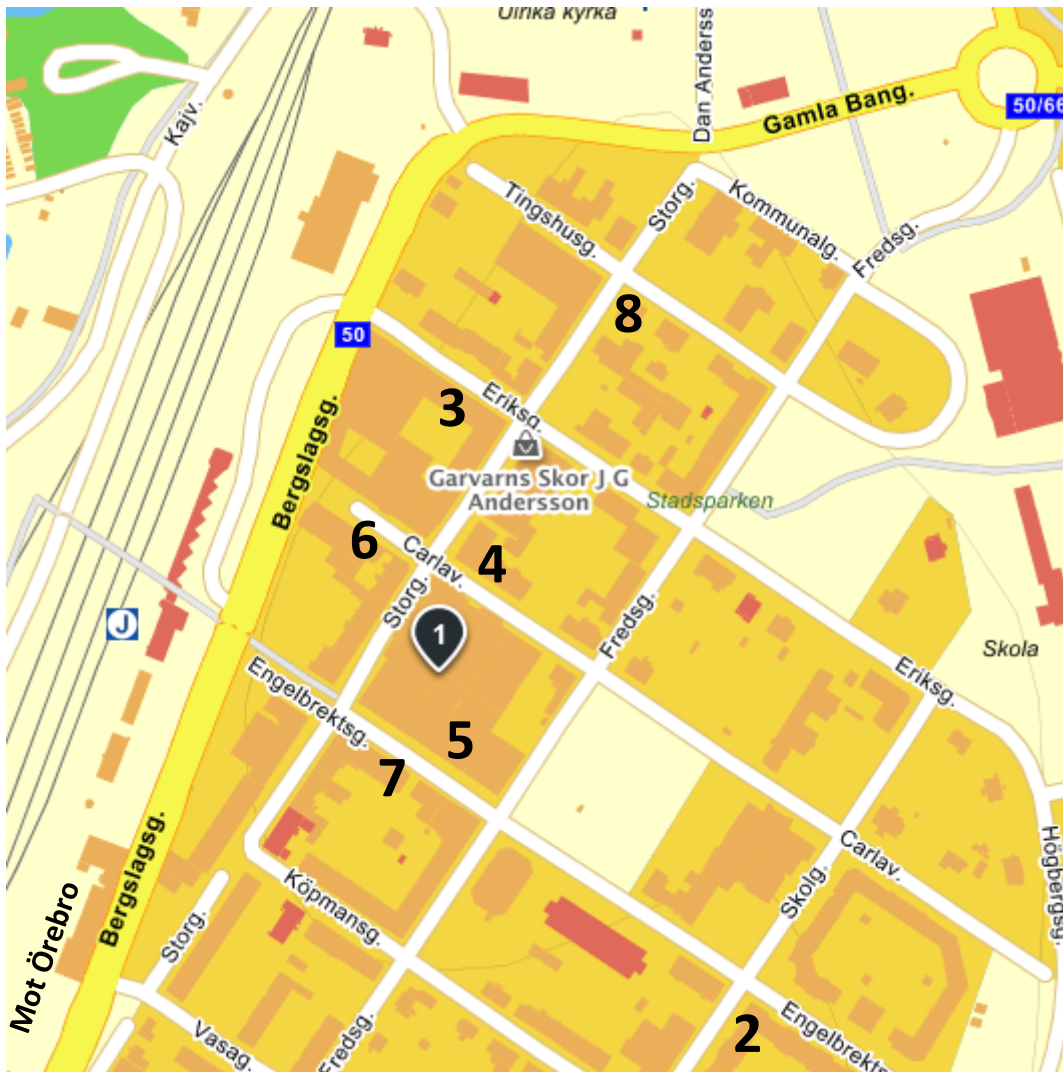 Ulrika kyrka
Dan Anderss
50/66
Gamla Bang.
Kajv.
Tingshusg.
Storg.
Kommunalg.
Fredsg.
8
50
3
Eriksg.
Garvarns Skor J G
Andersson
Stadsparken
Bergslagsg.
6
Carlav.
4
Storg.
1
J
Fredsg.
Skola
Engelbrektsg.
Eriksg.
5
7
Bergslagsg.
Carlav.
Högbergsg.
Köpmansg.
Skolg.
Mot Örebro
Storg.
2
Vasag.
Fredsg.
Engelbrekts